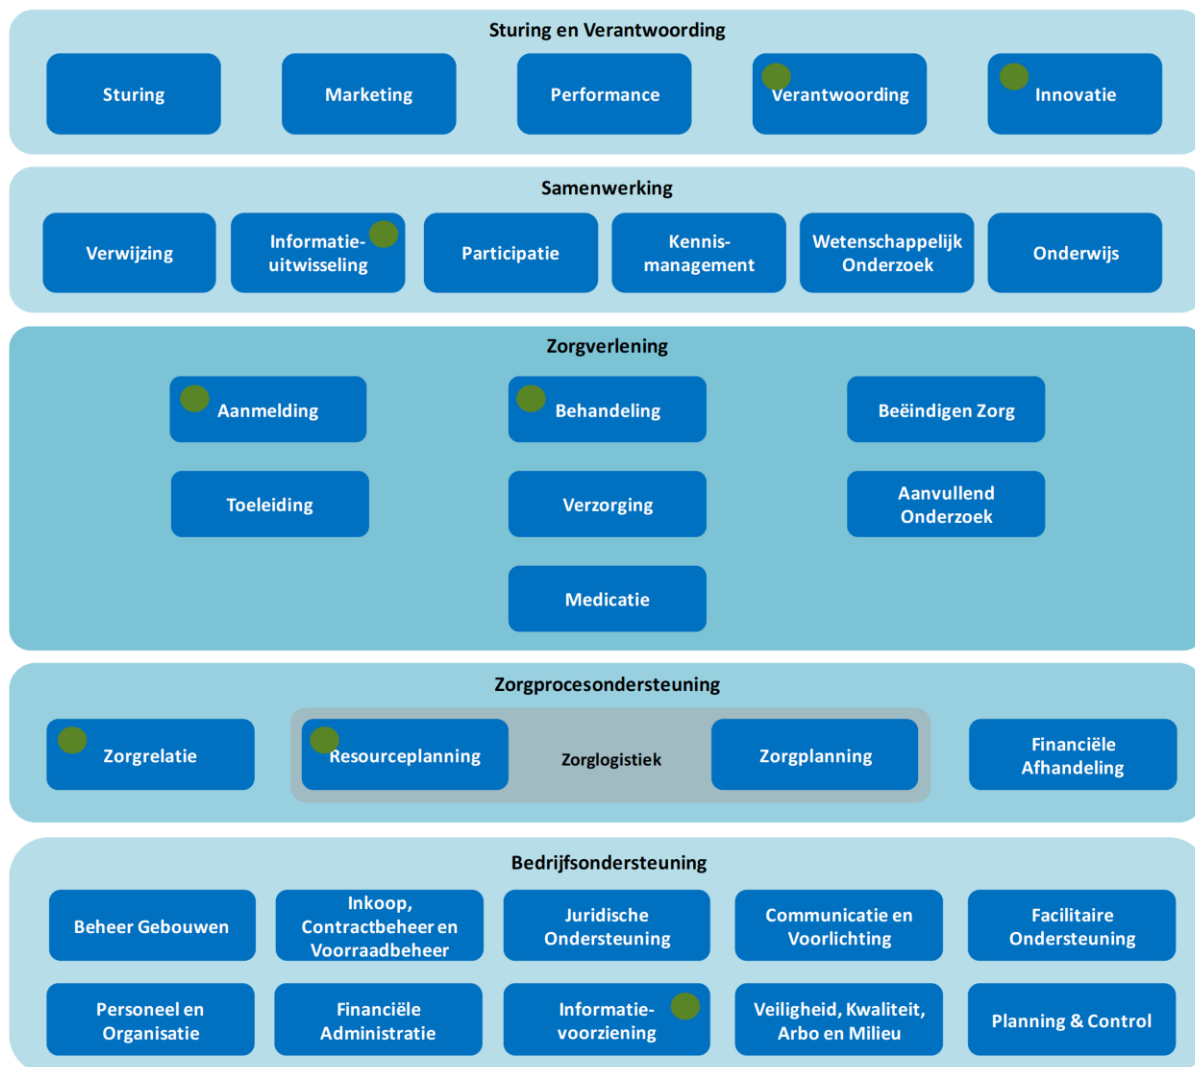 Sturing en Verantwoording
Sturing
Marketing
Performance
Verantwoording
Innovatie
Samenwerking
Verwijzing
Informatie-
uitwisseling
Participatie
Kennis-
management
Wetenschappelijk
Onderzoek
Onderwijs
Zorgverlening
Aanmelding
Behandeling
Beëindigen Zorg
Toeleiding
Verzorging
Aanvullend
Onderzoek
Medicatie
Zorgprocesondersteuning
Zorgrelatie
Resourceplanning
Zorglogistiek
Zorgplanning
Financiële
Afhandeling
Bedrijfsondersteuning
Beheer Gebouwen
Inkoop,
Contractbeheer en
Voorraadbeheer
Juridische
Ondersteuning
Communicatie en
Voorlichting
Facilitaire
Ondersteuning
Personeel en
Organisatie
Financiële
Administratie
Informatie-
voorziening
Veiligheid, Kwaliteit,
Arbo en Milieu
Planning & Control